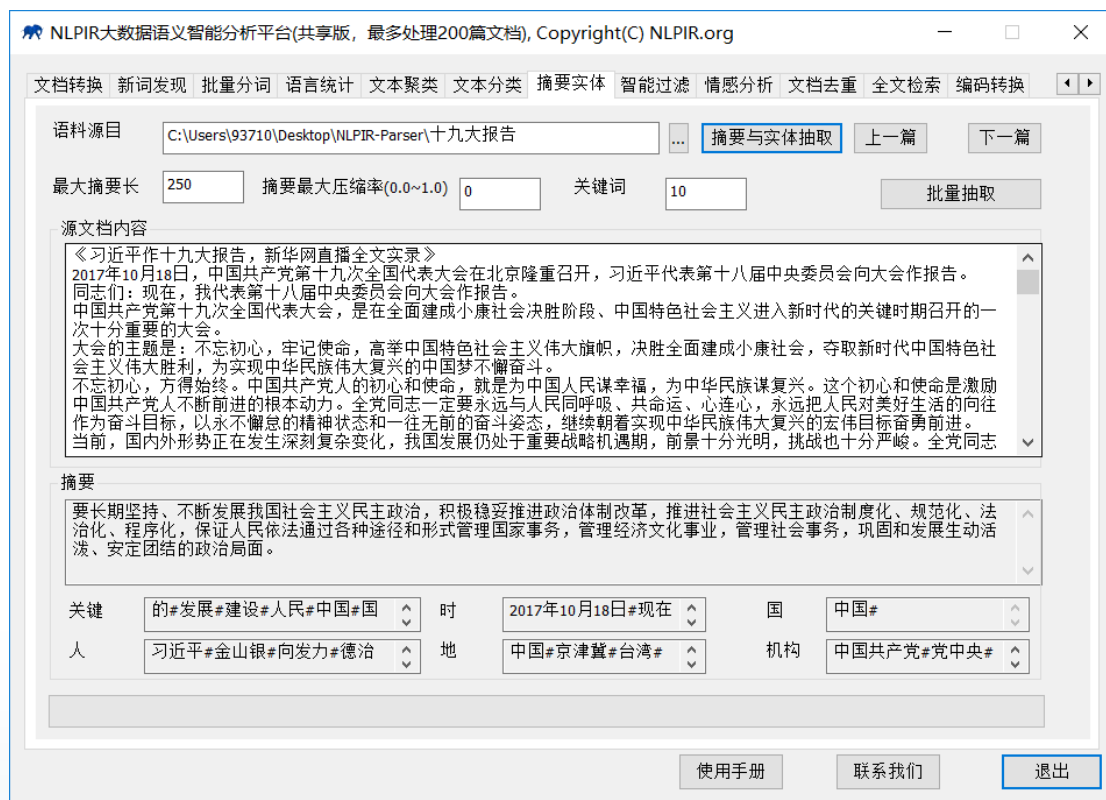 NLPIR大数据语义智能分析平台(共享版，最多处理200篇文档), Copyright(C) NLPIR.org
文档转换 新词发现 批量分词 语言统计 文本聚类 文本分类 摘要实体 智能过滤 情感分析 文档去重 全文检索 编码转换
语料源目 C:\Users\93710\Desktop\NLPIR-Parser\十九大报告 ... 摘要与实体抽取 上一篇 下一篇
最大摘要长 250 摘要最大压缩率(0.0~1.0) 0 关键词 10 批量抽取
源文档内容
《习近平作十九大报告，新华网直播全文实录》
2017年10月18日，中国共产党第十九次全国代表大会在北京隆重召开，习近平代表第十八届中央委员会向大会作报告。
同志们：现在，我代表第十八届中央委员会向大会作报告。
中国共产党第十九次全国代表大会，是在全面建成小康社会决胜阶段、中国特色社会主义进入新时代的关键时期召开的一
次十分重要的大会。
大会的主题是：不忘初心，牢记使命，高举中国特色社会主义伟大旗帜，决胜全面建成小康社会，夺取新时代中国特色社
会主义伟大胜利，为实现中华民族伟大复兴的中国梦不懈奋斗。
不忘初心，方得始终。中国共产党人的初心和使命，就是为中国人民谋幸福，为中华民族谋复兴。这个初心和使命是激励
中国共产党人不断前进的根本动力。全党同志一定要永远与人民同呼吸、共命运、心连心，永远把人民对美好生活的向往
作为奋斗目标，以永不懈怠的精神状态和一往无前的奋斗姿态，继续朝着实现中华民族伟大复兴的宏伟目标奋勇前进。
当前，国内外形势正在发生深刻复杂变化，我国发展仍处于重要战略机遇期，前景十分光明，挑战也十分严峻。全党同志
摘要
要长期坚持、不断发展我国社会主义民主政治，积极稳妥推进政治体制改革，推进社会主义民主政治制度化、规范化、法
治化、程序化，保证人民依法通过各种途径和形式管理国家事务，管理经济文化事业，管理社会事务，巩固和发展生动活
泼、安定团结的政治局面。
关键 的#发展#建设#人民#中国#国 时 2017年10月18日#现在 国 中国#
人 习近平#金山银#向发力#德治 地 中国#京津冀#台湾# 机构 中国共产党#党中央#
使用手册 联系我们 退出